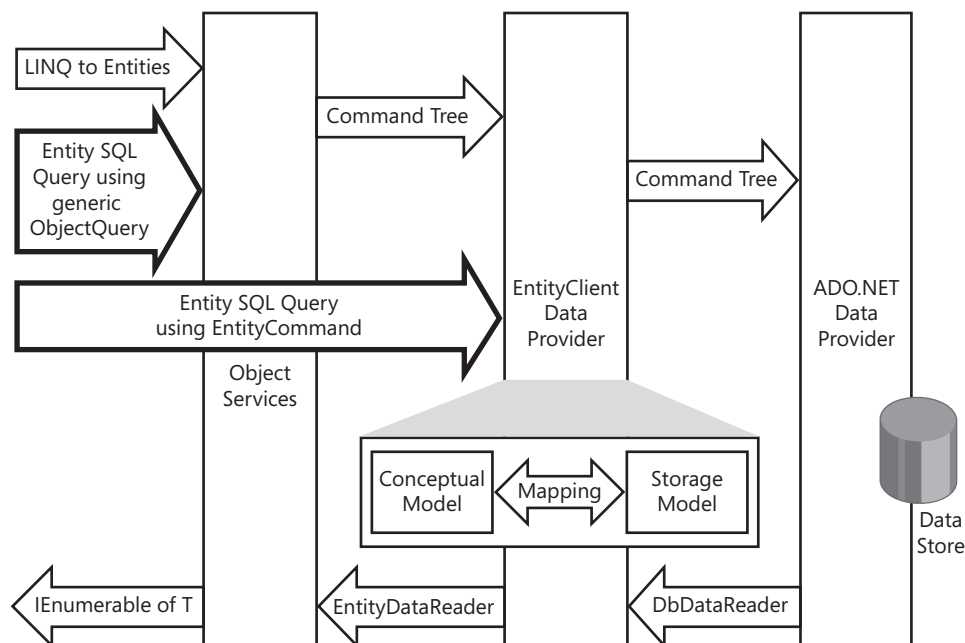 LINQ to Entities
Command Tree
Entity SQL
Query using
generic
ObjectQuery
Command Tree
Entity SQL Query
using EntityCommand
EntityClient
Data
Provider
ADO.NET
Data
Provider
Object
Services
Conceptual
Model
Mapping
Storage
Model
Data
Store
IEnumerable of T
EntityDataReader
DbDataReader